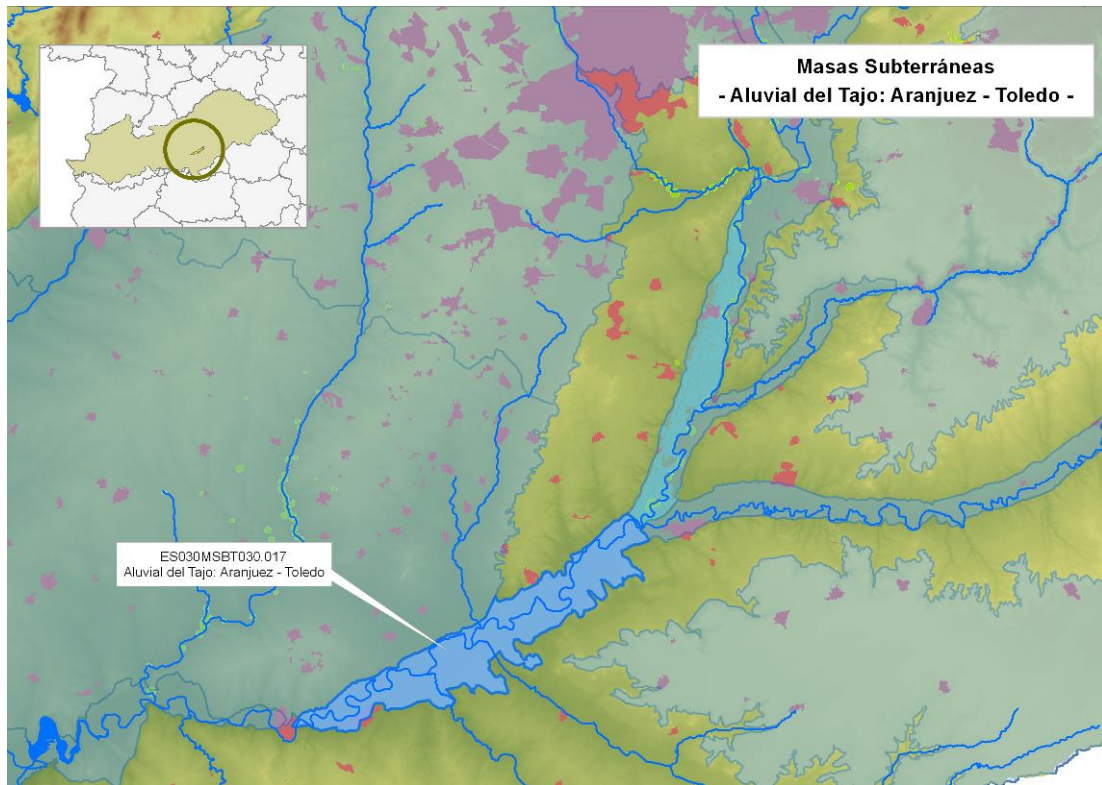 Masas Subterráneas
- Aluvial del Tajo: Aranjuez - Toledo -
ES030MSBT030.017
Aluvial del Tajo: Aranjuez - Toledo